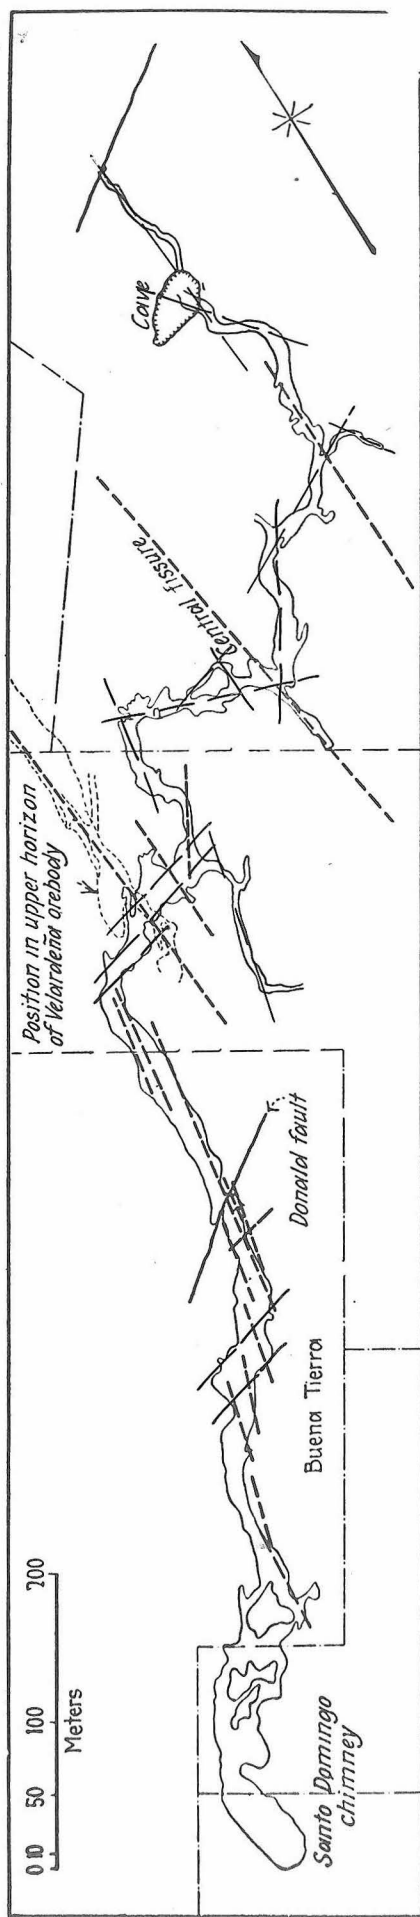 Cave
Central fissure
Position in upper horizon
of Velardeña orebody
Donald fault
Buena Tierra
0 10 50 100 200
Meters
Santo Domingo
chimney